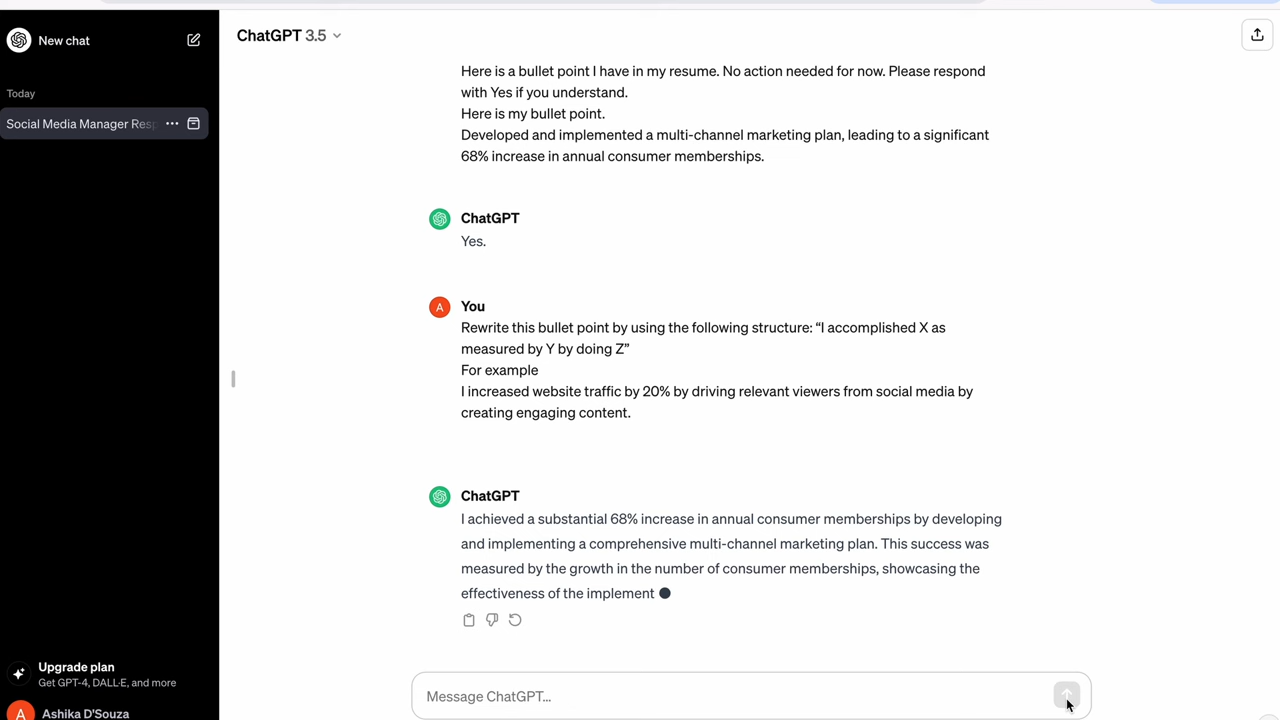 New chat
Today
Social Media Manager Resp
Upgrade plan
Get GPT-4, DALL·E, and more
A
Ashika D'Souza
ChatGPT 3.5
Here is a bullet point I have in my resume. No action needed for now. Please respond
with Yes if you understand.
Here is my bullet point.
Developed and implemented a multi-channel marketing plan, leading to a significant
68% increase in annual consumer memberships.
ChatGPT
Yes.
A
You
Rewrite this bullet point by using the following structure: “I accomplished X as
measured by Y by doing Z”
For example
I increased website traffic by 20% by driving relevant viewers from social media by
creating engaging content.
ChatGPT
I achieved a substantial 68% increase in annual consumer memberships by developing
and implementing a comprehensive multi-channel marketing plan. This success was
measured by the growth in the number of consumer memberships, showcasing the
effectiveness of the implement
Message ChatGPT...